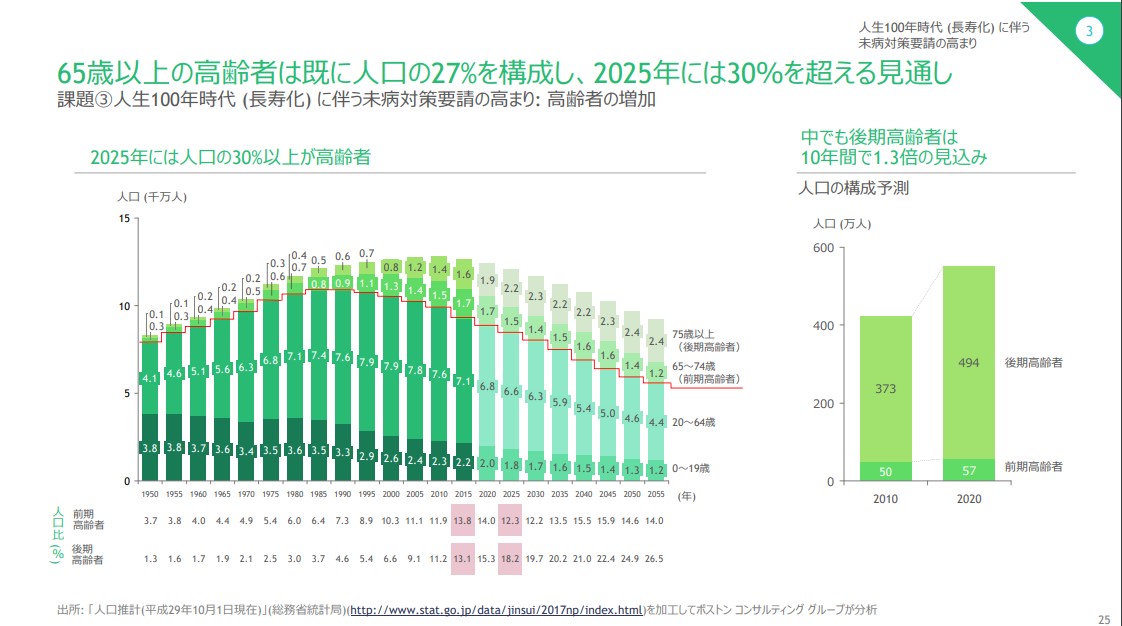 人生100年時代 (長寿化) に伴う
未病対策要請の高まり
3
65歳以上の高齢者は既に人口の27%を構成し、2025年には30%を超える見通し
課題③人生100年時代 (長寿化) に伴う未病対策要請の高まり: 高齢者の増加
2025年には人口の30%以上が高齢者
人口 (千万人)
15
10
5
0
0.1 0.1 0.2 0.2 0.2 0.3 0.4 0.5 0.6 0.7 0.8 1.2 1.4 1.6 1.9 2.2 2.3 2.2 2.2 2.3 2.4 2.4
0.3 0.3 0.4 0.4 0.5 0.6 0.7 0.8 0.9 1.1 1.3 1.4 1.5 1.7 1.7 1.5 1.4 1.5 1.6 1.6 1.4 1.2
4.1 4.6 5.1 5.6 6.3 6.8 7.1 7.4 7.6 7.9 7.9 7.8 7.6 7.1 6.8 6.6 6.3 5.9 5.4 5.0 4.6 4.4
3.8 3.8 3.7 3.6 3.4 3.5 3.6 3.5 3.3 2.9 2.6 2.4 2.3 2.2 2.0 1.8 1.7 1.6 1.5 1.4 1.3 1.2
75歳以上
(後期高齢者)
65～74歳
(前期高齢者)
20～64歳
0～19歳
1950 1955 1960 1965 1970 1975 1980 1985 1990 1995 2000 2005 2010 2015 2020 2025 2030 2035 2040 2045 2050 2055 (年)
人口比(%)
前期
高齢者
3.7 3.8 4.0 4.4 4.9 5.4 6.0 6.4 7.3 8.9 10.3 11.1 11.9 13.8 14.0 12.3 12.2 13.5 15.5 15.9 14.6 14.0
後期
高齢者
1.3 1.6 1.7 1.9 2.1 2.5 3.0 3.7 4.6 5.4 6.6 9.1 11.2 13.1 15.3 18.2 19.7 20.2 21.0 22.4 24.9 26.5
中でも後期高齢者は
10年間で1.3倍の見込み
人口の構成予測
人口 (万人)
600
400
200
0
373
494
後期高齢者
50
57
前期高齢者
2010
2020
出所: 「人口推計(平成29年10月1日現在)」(総務省統計局)(http://www.stat.go.jp/data/jinsui/2017np/index.html)を加工してボストン コンサルティング グループが分析
25